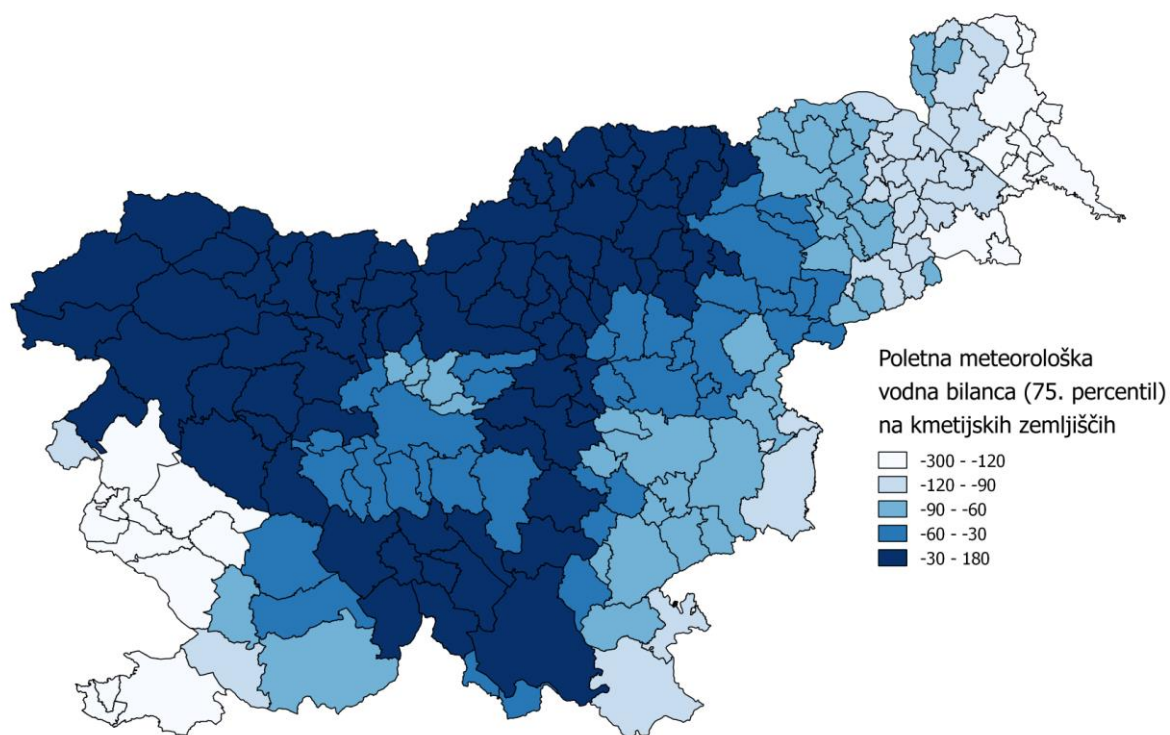 Poletna meteorološka
vodna bilanca (75. percentil)
na kmetijskih zemljiščih
-300 - -120
-120 - -90
-90 - -60
-60 - -30
-30 - 180